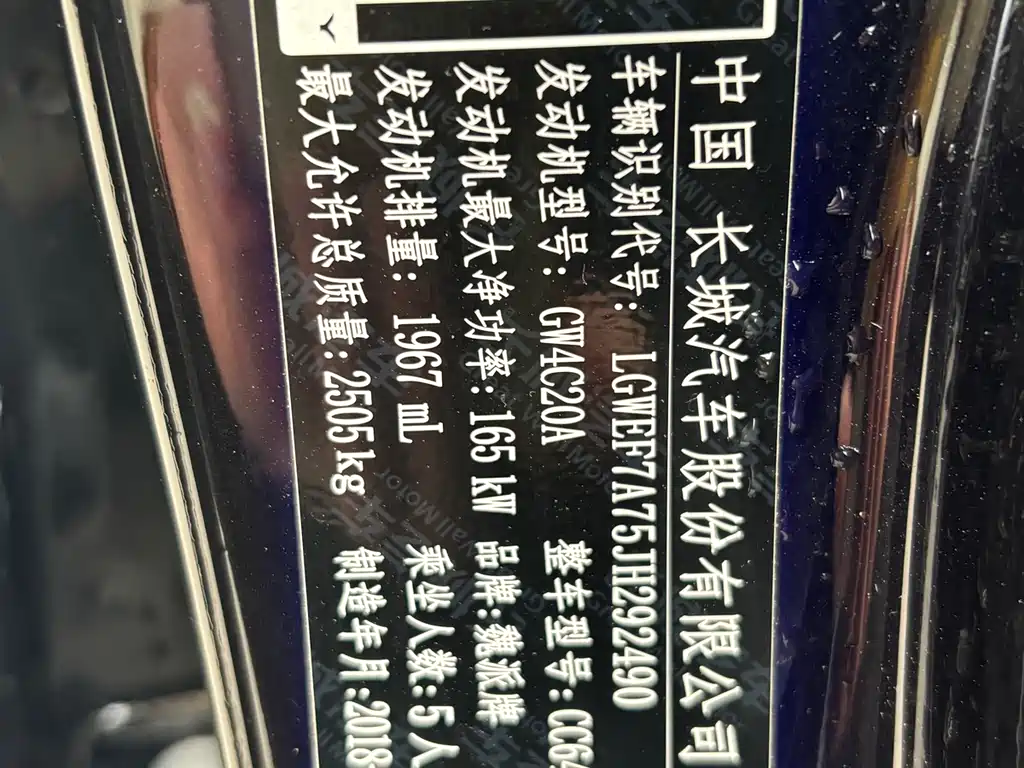 中国 长城汽车股份有限公司
车辆识别代号: LGWEF7A75JH292490
发动机型号: GW4C20A 整车型号:CC64
发动机最大净功率:165 kW 品牌:魏派牌
发动机排量: 1967 mL 乘坐人数:5人
最大允许总质量:2505kg 制造年月:2018